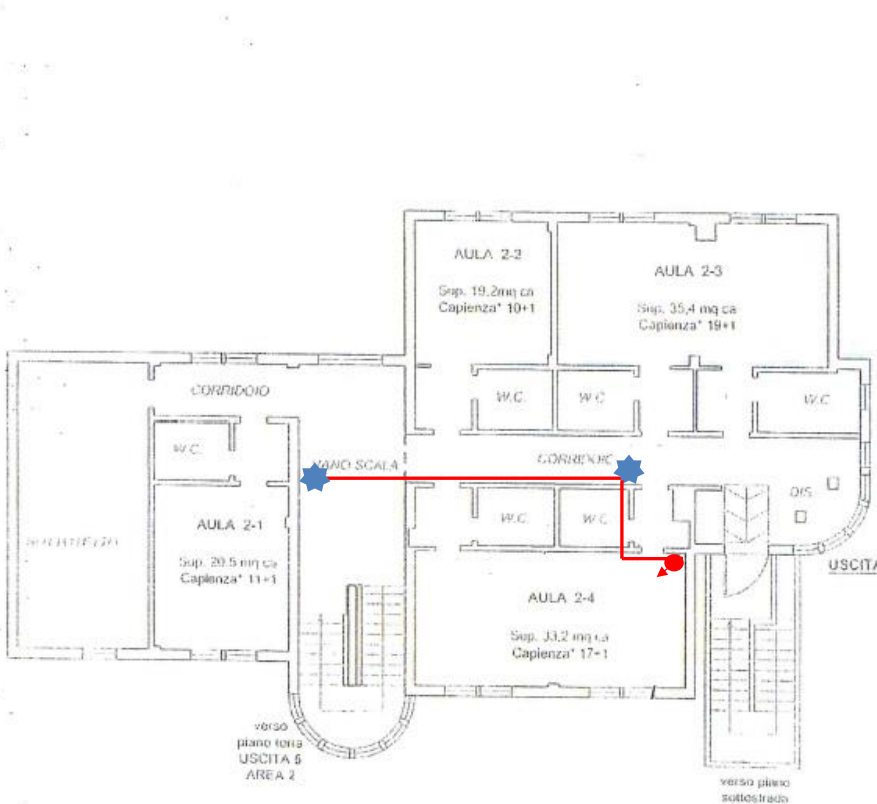 AULA 2-2
Sup. 19,2mq ca
Capienza* 10+1
AULA 2-3
Sup. 35,4 mq ca
Capienza* 19+1
CORRIDOIO
W.C.
W.C
W.C
W.C.
VANO SCALA
CORRIDOIO
DIS.
AULA 2-1
Sup. 20,5 mq ca
Capienza* 11+1
W.C.
W.C
USCITA
AULA 2-4
Sup. 33,2 mq ca
Capienza* 17+1
verso
piano terra
USCITA 5
AREA 2
verso piano
sottostrada